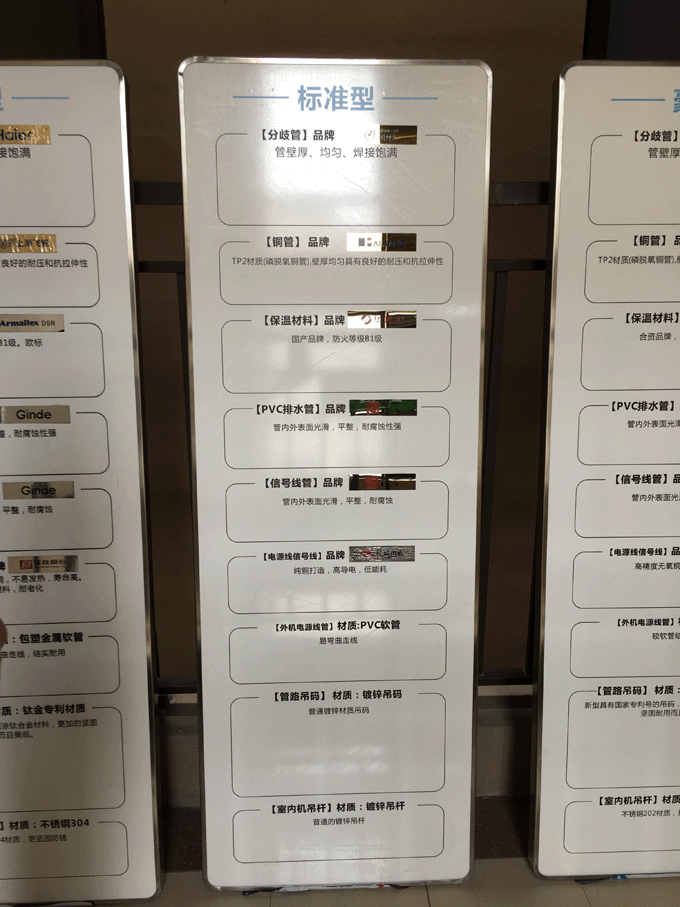 型
Haier
接饱满
良好的耐压和抗拉伸性
Armaflex DSR
B1级。欧标
Ginde
整，耐腐蚀性强
Ginde
平整，耐腐蚀
牌
不易发热，寿命高。
料，耐老化
：包塑金属软管
曲走线，结实耐用
质：钛金专利材质
涂钛合金材料，更加的坚固
而且美观。
】材质：不锈钢304
4材质，更坚固防锈
标准型
【分歧管】品牌
管壁厚、均匀、焊接饱满
【铜管】 品牌
TP2材质(磷脱氧铜管),壁厚均匀具有良好的耐压和抗拉伸性
【保温材料】品牌
国产品牌，防火等级B1级
【PVC排水管】品牌
管内外表面光滑，平整，耐腐蚀性强
【信号线管】品牌
管内外表面光滑，平整，耐腐蚀
【电源线信号线】品牌
纯铜打造，高导电，低能耗
【外机电源线管】材质:PVC软管
易弯曲走线
【管路吊码】 材质：镀锌吊码
普通镀锌材质吊码
【室内机吊杆】材质：镀锌吊杆
普通的镀锌吊杆
【分歧管】
管壁厚
【铜管】 品
TP2材质(磷脱氧铜管),
【保温材料】
合资品牌，
【PVC排水管】
管内外表面光滑
【信号线管】品
管内外表面光
【电源线信号线】品
高精度无氧铜
【外机电源线管】
较软管结
【管路吊码】 材质：
新型具有国家专利号的吊码，
坚固耐用而且
【室内机吊杆】材质
不锈钢202材质，